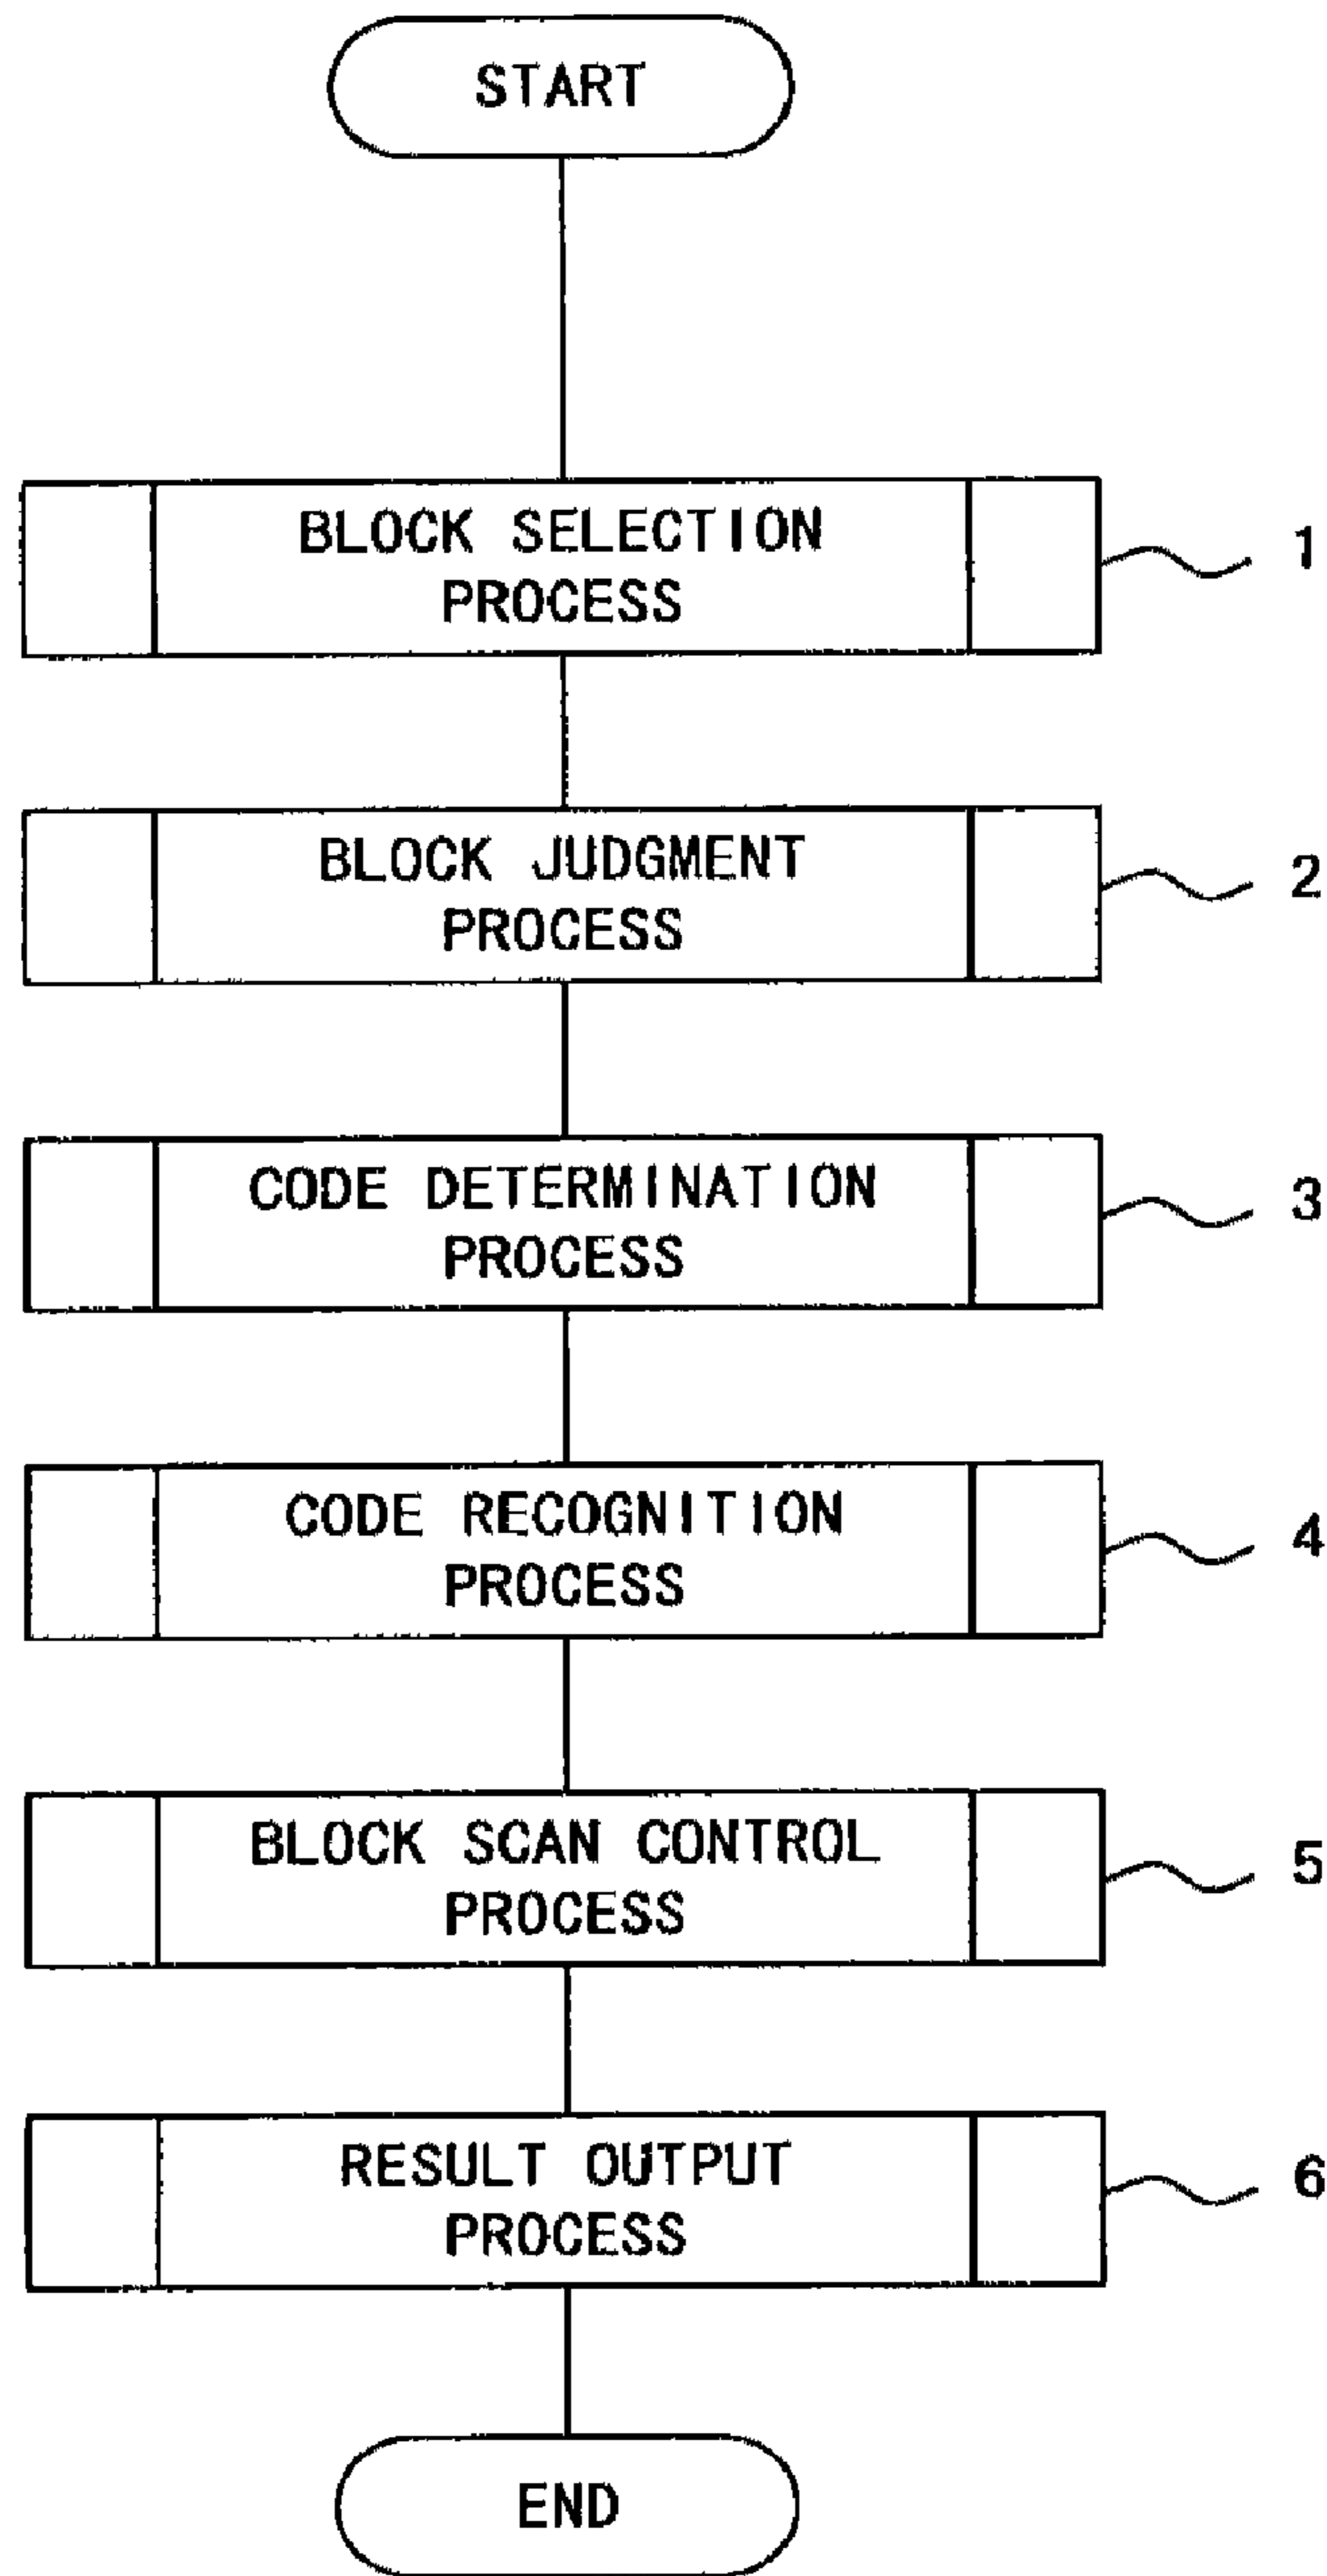 START
BLOCK SELECTION
PROCESS
1
BLOCK JUDGMENT
PROCESS
2
CODE DETERMINATION
PROCESS
3
CODE RECOGNITION
PROCESS
4
BLOCK SCAN CONTROL
PROCESS
5
RESULT OUTPUT
PROCESS
6
END